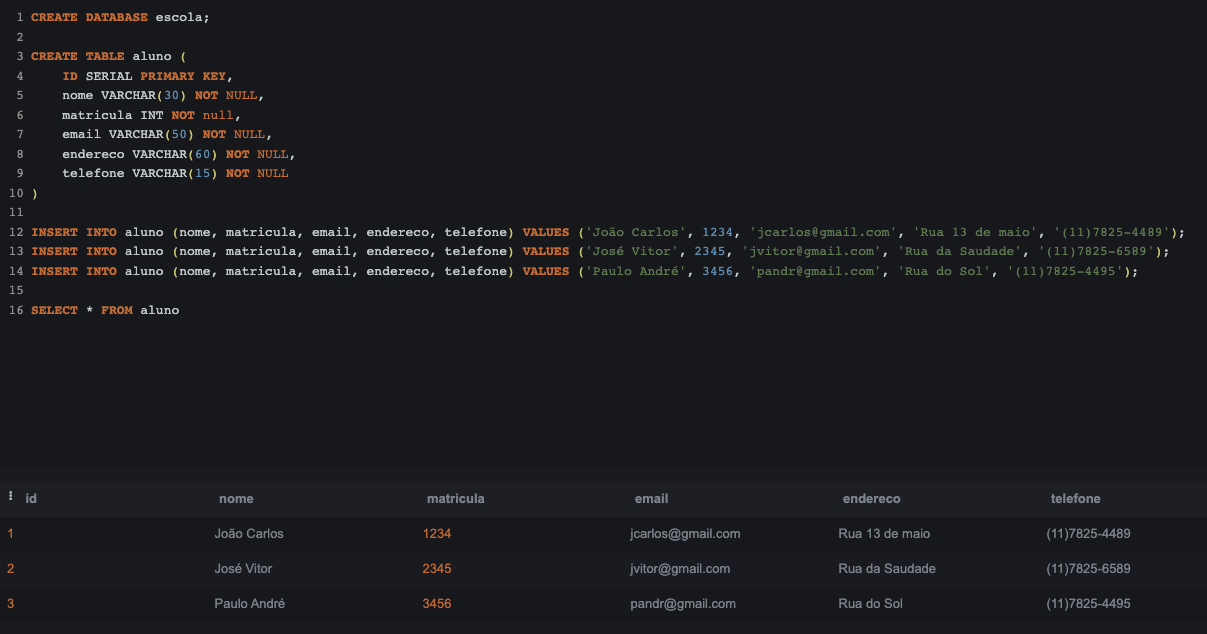 1 CREATE DATABASE escola;
2
3 CREATE TABLE aluno (
4     ID SERIAL PRIMARY KEY,
5     nome VARCHAR(30) NOT NULL,
6     matricula INT NOT null,
7     email VARCHAR(50) NOT NULL,
8     endereco VARCHAR(60) NOT NULL,
9     telefone VARCHAR(15) NOT NULL
10 )
11
12 INSERT INTO aluno (nome, matricula, email, endereco, telefone) VALUES ('João Carlos', 1234, 'jcarlos@gmail.com', 'Rua 13 de maio', '(11)7825-4489');
13 INSERT INTO aluno (nome, matricula, email, endereco, telefone) VALUES ('José Vitor', 2345, 'jvitor@gmail.com', 'Rua da Saudade', '(11)7825-6589');
14 INSERT INTO aluno (nome, matricula, email, endereco, telefone) VALUES ('Paulo André', 3456, 'pandr@gmail.com', 'Rua do Sol', '(11)7825-4495');
15
16 SELECT * FROM aluno
id nome matricula email endereco telefone
1 João Carlos 1234 jcarlos@gmail.com Rua 13 de maio (11)7825-4489
2 José Vitor 2345 jvitor@gmail.com Rua da Saudade (11)7825-6589
3 Paulo André 3456 pandr@gmail.com Rua do Sol (11)7825-4495